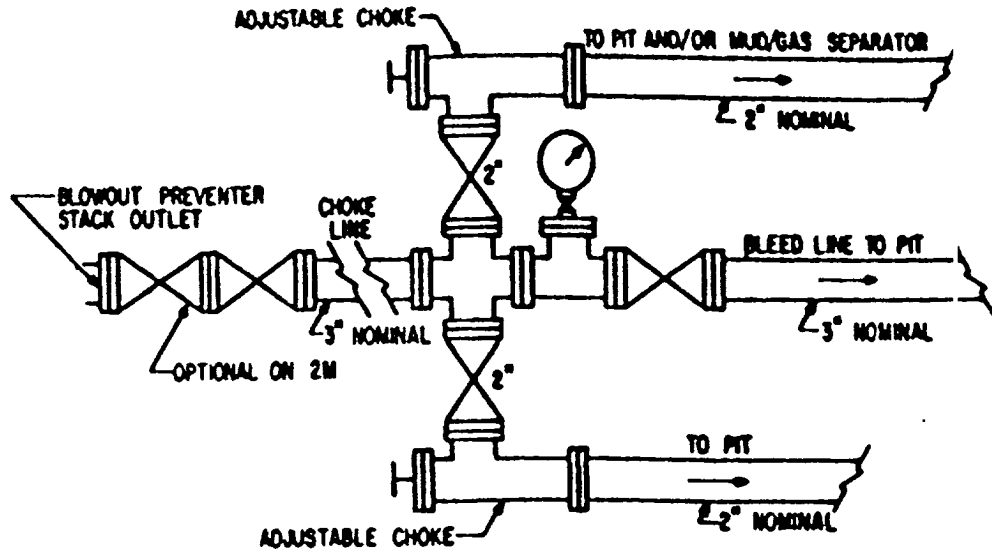 ADJUSTABLE CHOKE
TO PIT AND/OR MUD/GAS SEPARATOR
2" NOMINAL
2"
BLOWOUT PREVENTER
STACK OUTLET
CHOKE
LINE
BLEED LINE TO PIT
3" NOMINAL
3" NOMINAL
OPTIONAL ON 2M
2"
TO PIT
2" NOMINAL
ADJUSTABLE CHOKE